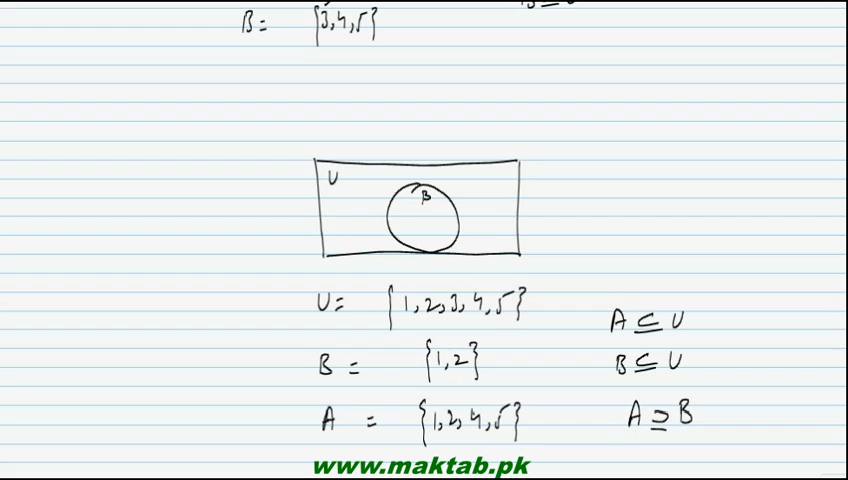 B = {3,4,5}
U
B
U = {1,2,3,4,5}
A ⊆ U
B = {1,2}
B ⊆ U
A = {1,2,4,5}
A ⊇ B
www.maktab.pk